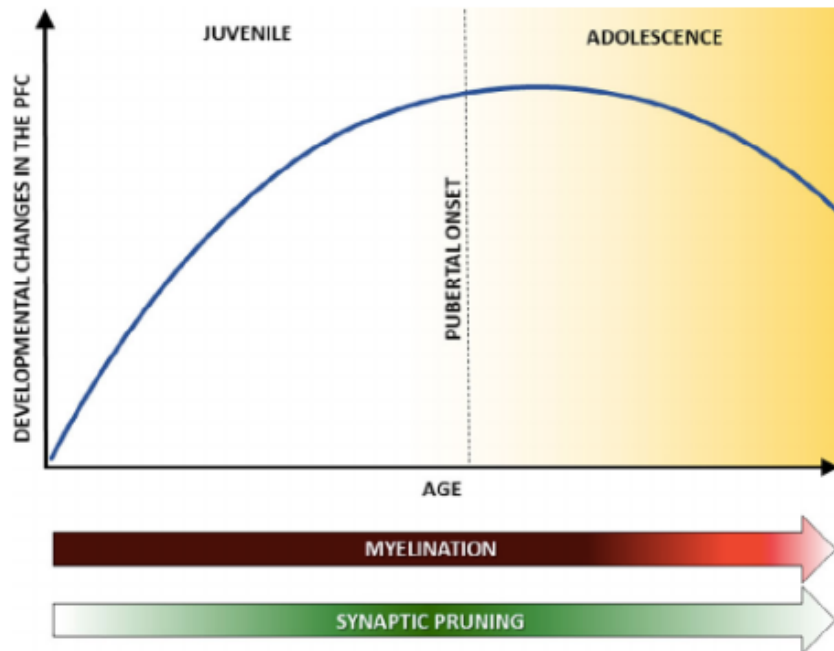 JUVENILE
ADOLESCENCE
DEVELOPMENTAL CHANGES IN THE PFC
PUBERTAL ONSET
AGE
MYELINATION
SYNAPTIC PRUNING